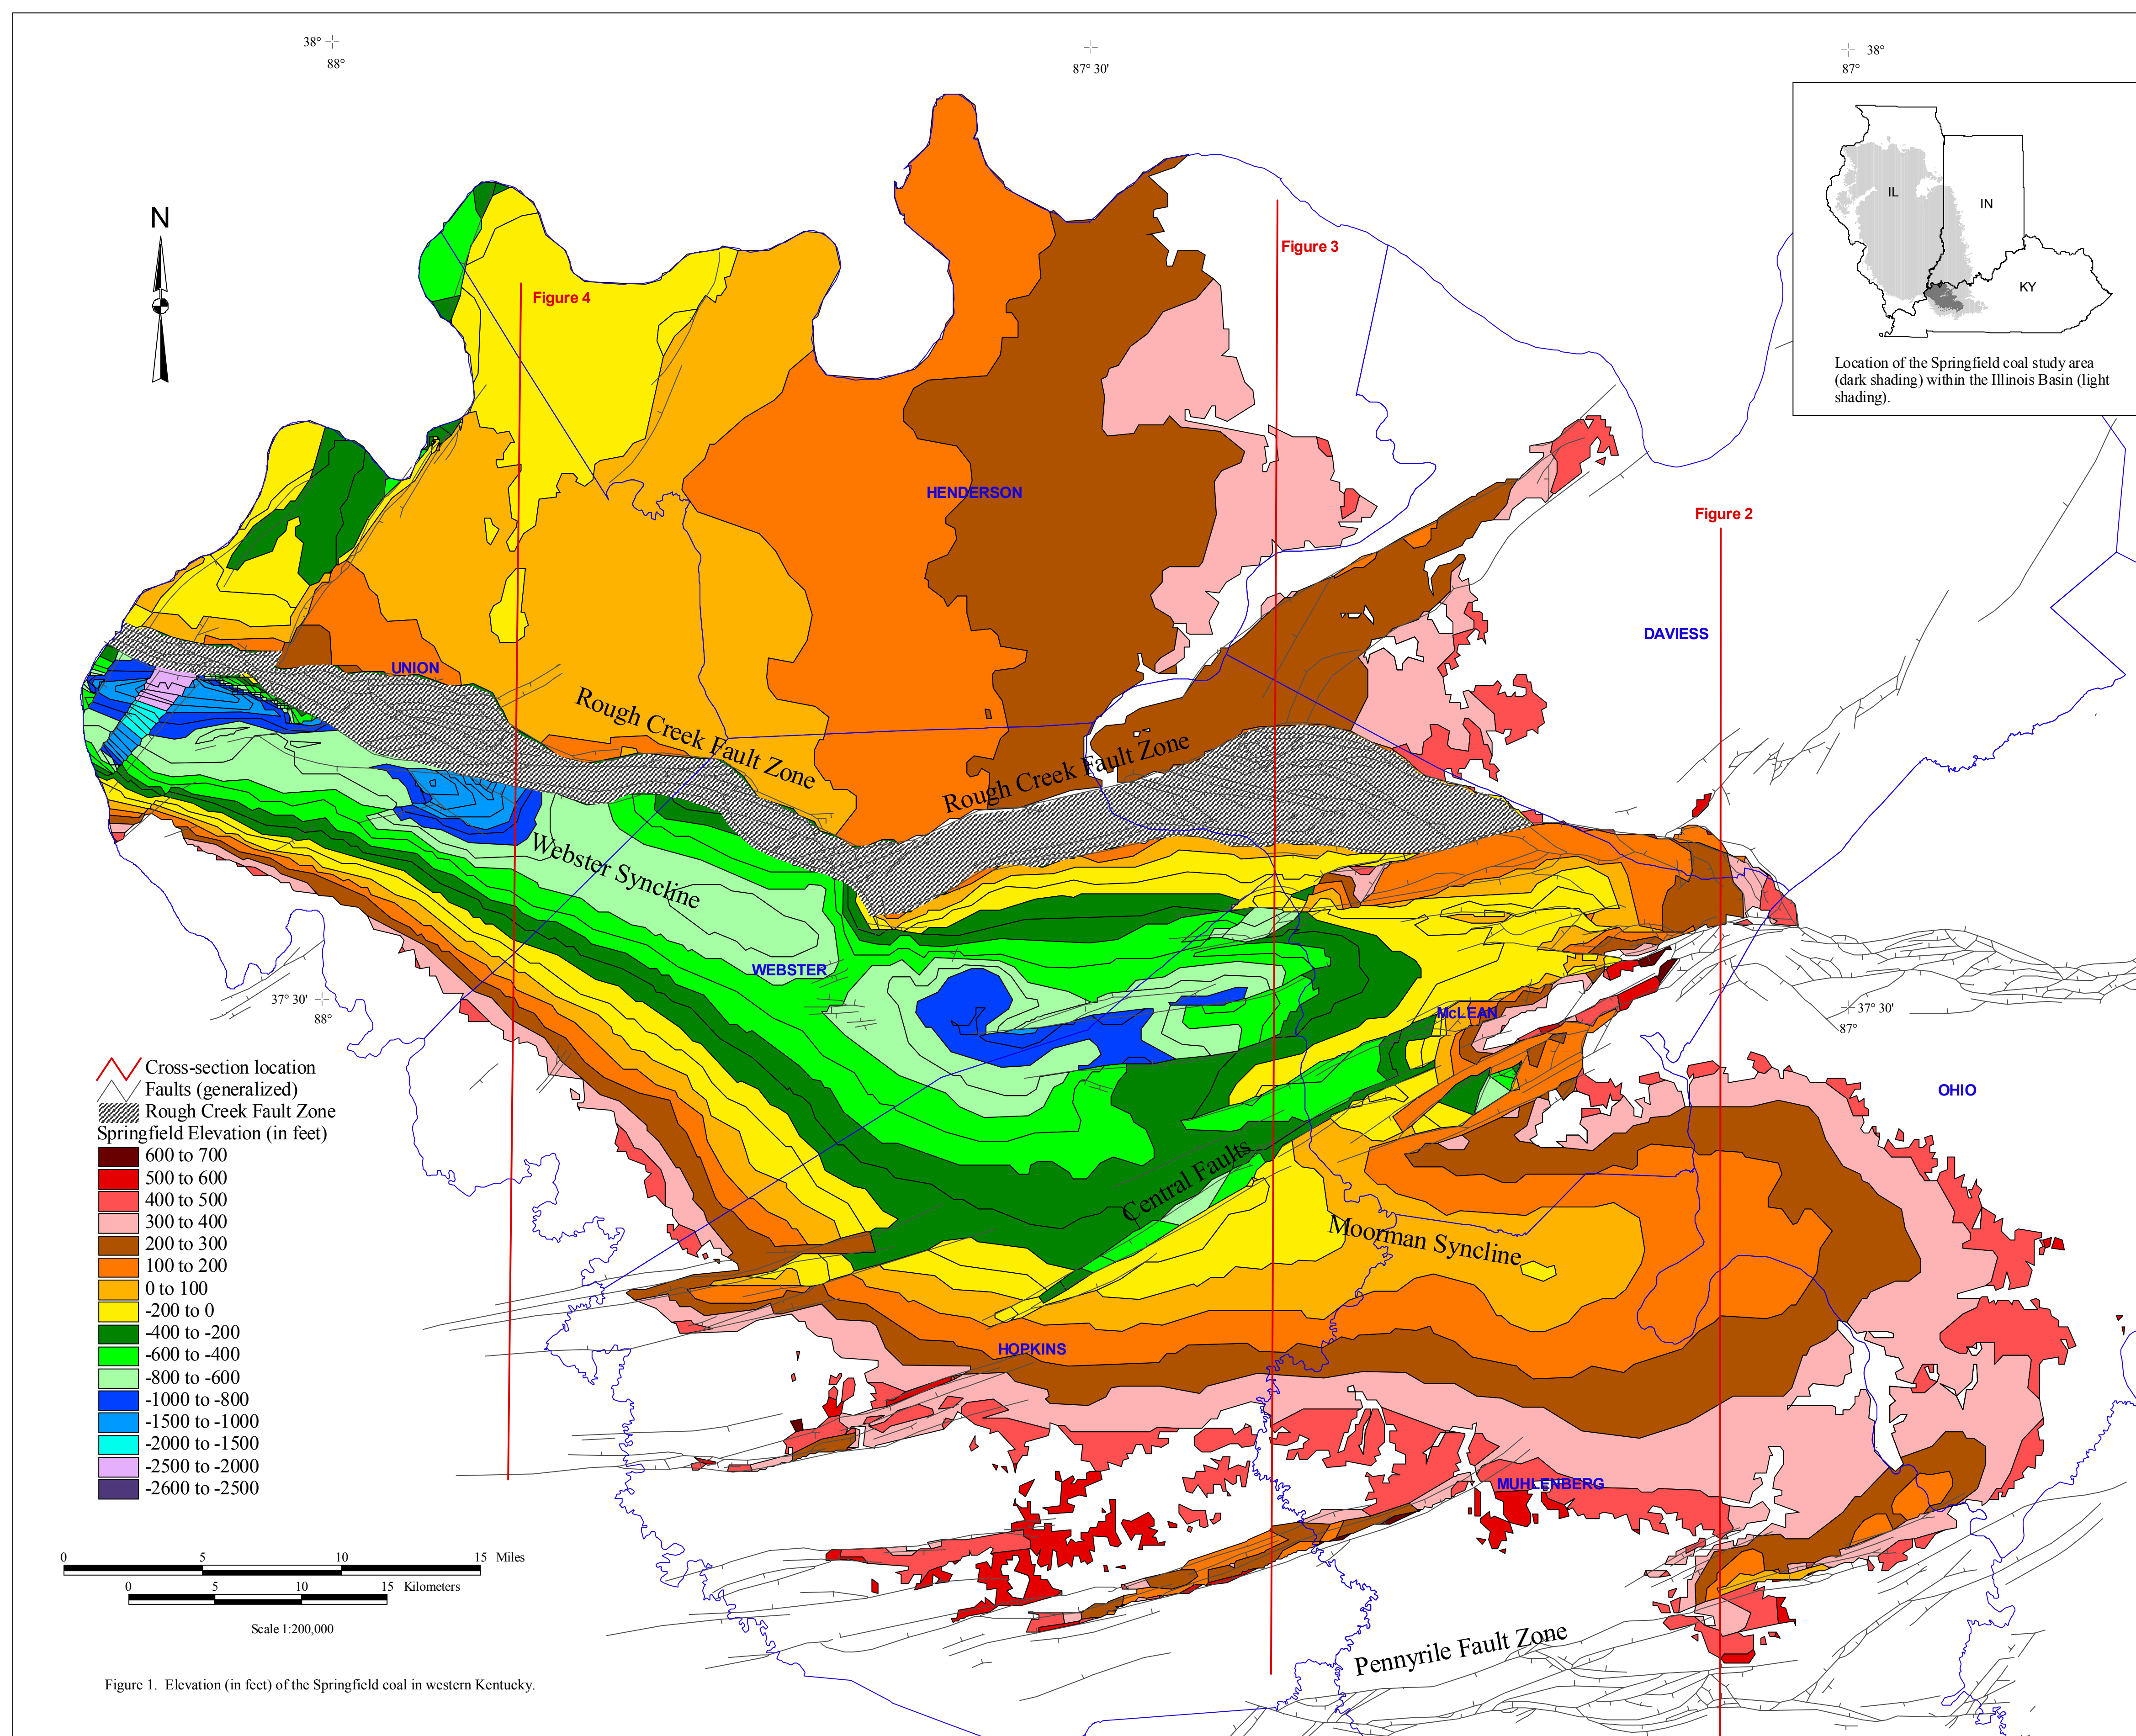 38°
88°
87° 30'
38°
87°
IL
IN
KY
Location of the Springfield coal study area
(dark shading) within the Illinois Basin (light
shading).
N
Figure 4
Figure 3
Figure 2
HENDERSON
DAVIESS
UNION
Rough Creek Fault Zone
Rough Creek Fault Zone
Webster Syncline
WEBSTER
37° 30'
88°
McLEAN
37° 30'
87°
OHIO
Central Faults
Moorman Syncline
HOPKINS
MUHLENBERG
Pennyrile Fault Zone
Cross-section location
Faults (generalized)
Rough Creek Fault Zone
Springfield Elevation (in feet)
600 to 700
500 to 600
400 to 500
300 to 400
200 to 300
100 to 200
0 to 100
-200 to 0
-400 to -200
-600 to -400
-800 to -600
-1000 to -800
-1500 to -1000
-2000 to -1500
-2500 to -2000
-2600 to -2500
0 5 10 15 Miles
0 5 10 15 Kilometers
Scale 1:200,000
Figure 1. Elevation (in feet) of the Springfield coal in western Kentucky.